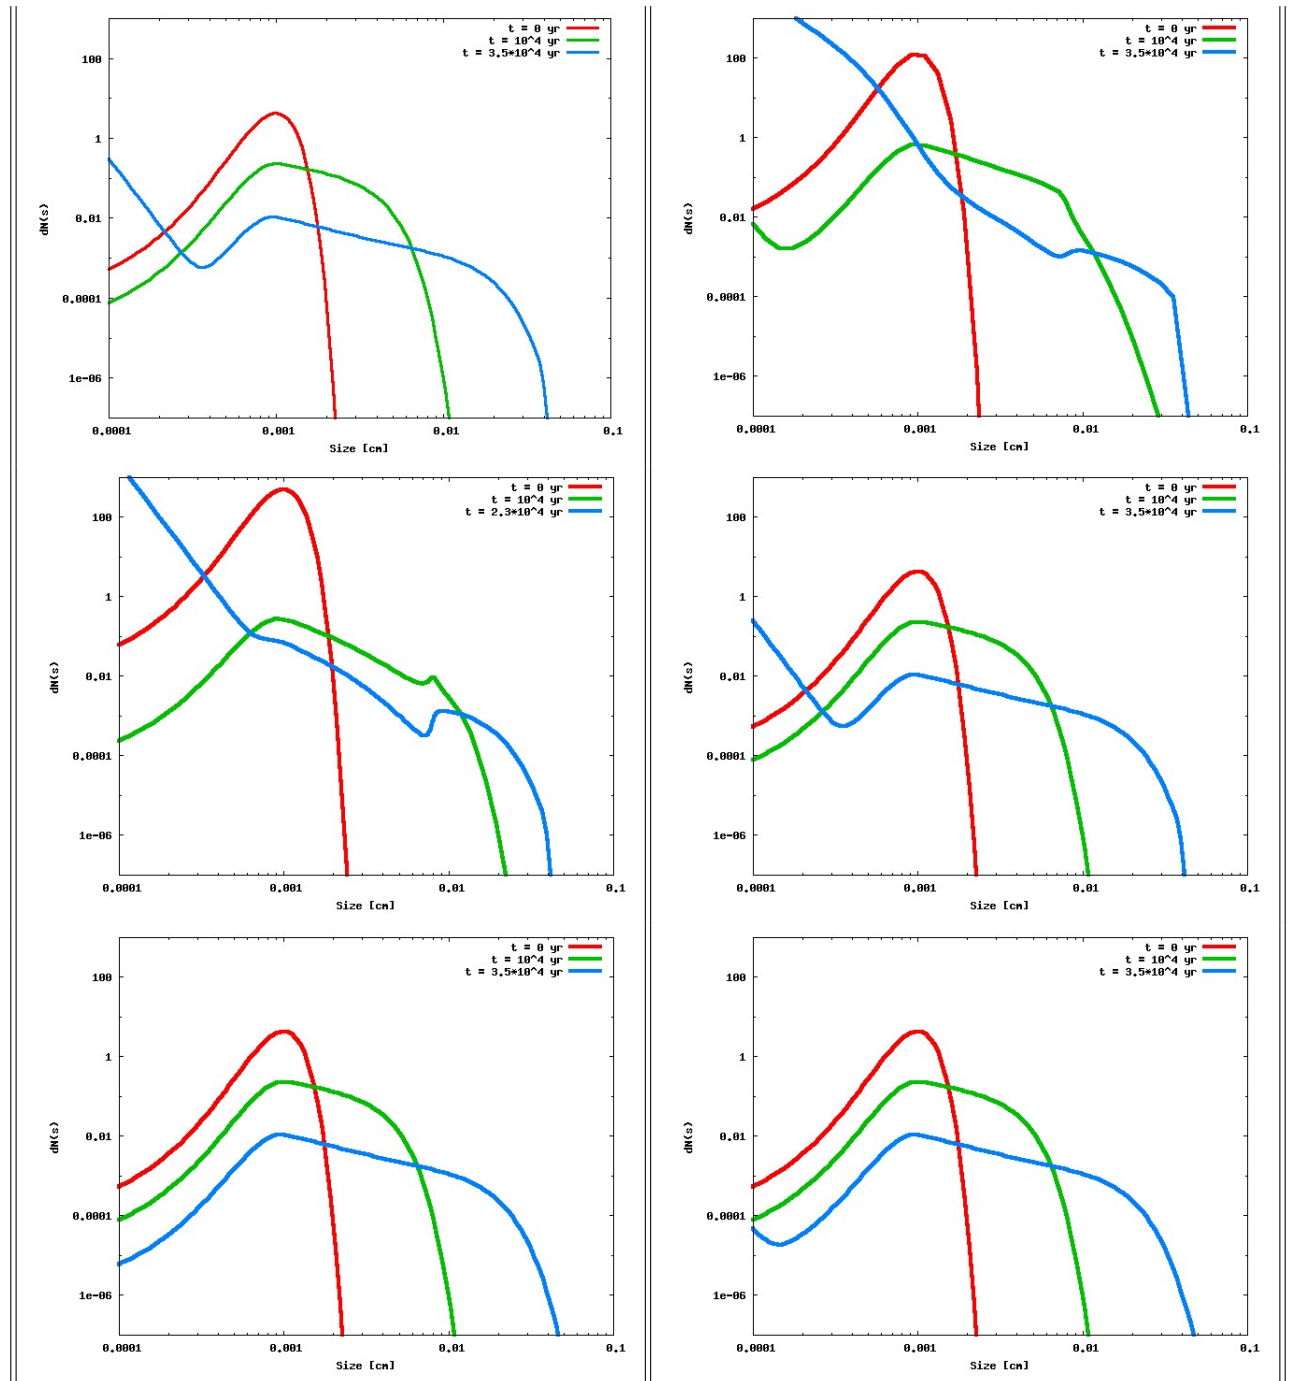 t = 0 yr
t = 10^4 yr
t = 3.5*10^4 yr
100
1
0.01
0.0001
1e-06
dN(s)
0.0001 0.001 0.01 0.1
Size [cm]
t = 0 yr
t = 10^4 yr
t = 3.5*10^4 yr
100
1
0.01
0.0001
1e-06
dN(s)
0.0001 0.001 0.01 0.1
Size [cm]
t = 0 yr
t = 10^4 yr
t = 2.3*10^4 yr
100
1
0.01
0.0001
1e-06
dN(s)
0.0001 0.001 0.01 0.1
Size [cm]
t = 0 yr
t = 10^4 yr
t = 3.5*10^4 yr
100
1
0.01
0.0001
1e-06
dN(s)
0.0001 0.001 0.01 0.1
Size [cm]
t = 0 yr
t = 10^4 yr
t = 3.5*10^4 yr
100
1
0.01
0.0001
1e-06
dN(s)
0.0001 0.001 0.01 0.1
Size [cm]
t = 0 yr
t = 10^4 yr
t = 3.5*10^4 yr
100
1
0.01
0.0001
1e-06
dN(s)
0.0001 0.001 0.01 0.1
Size [cm]